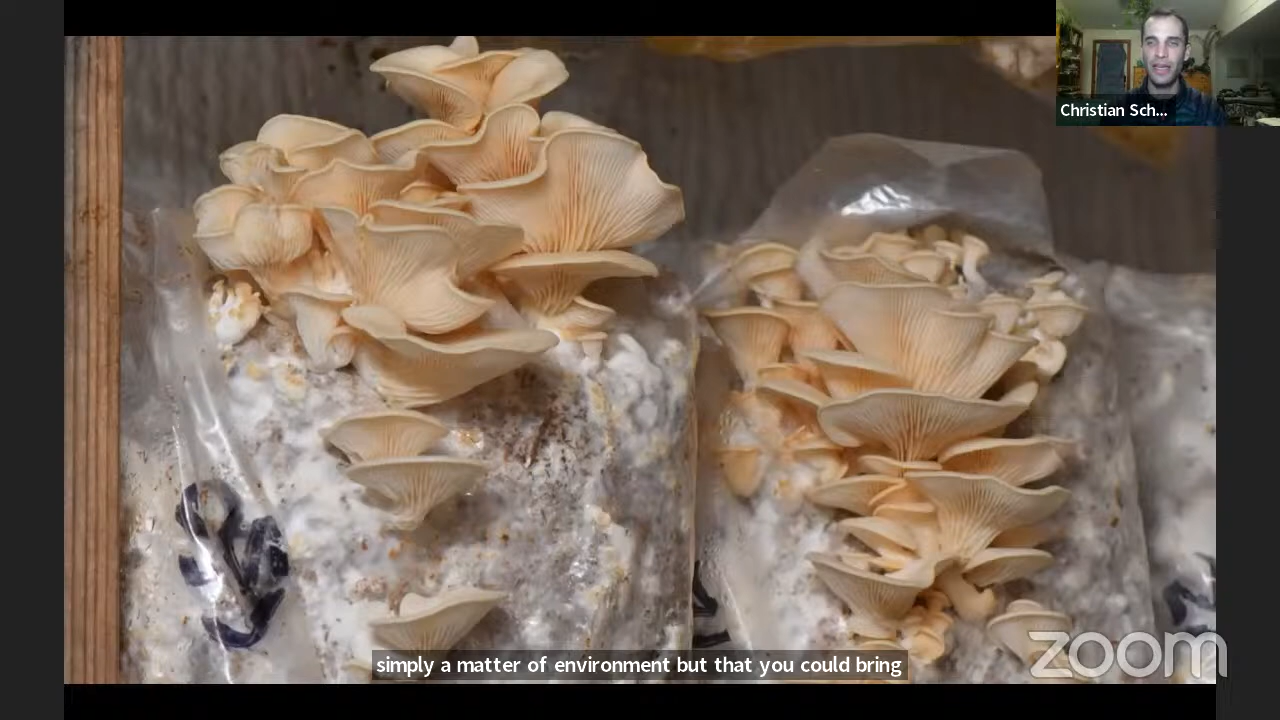 Christian Sch...
simply a matter of environment but that you could bring
zoom